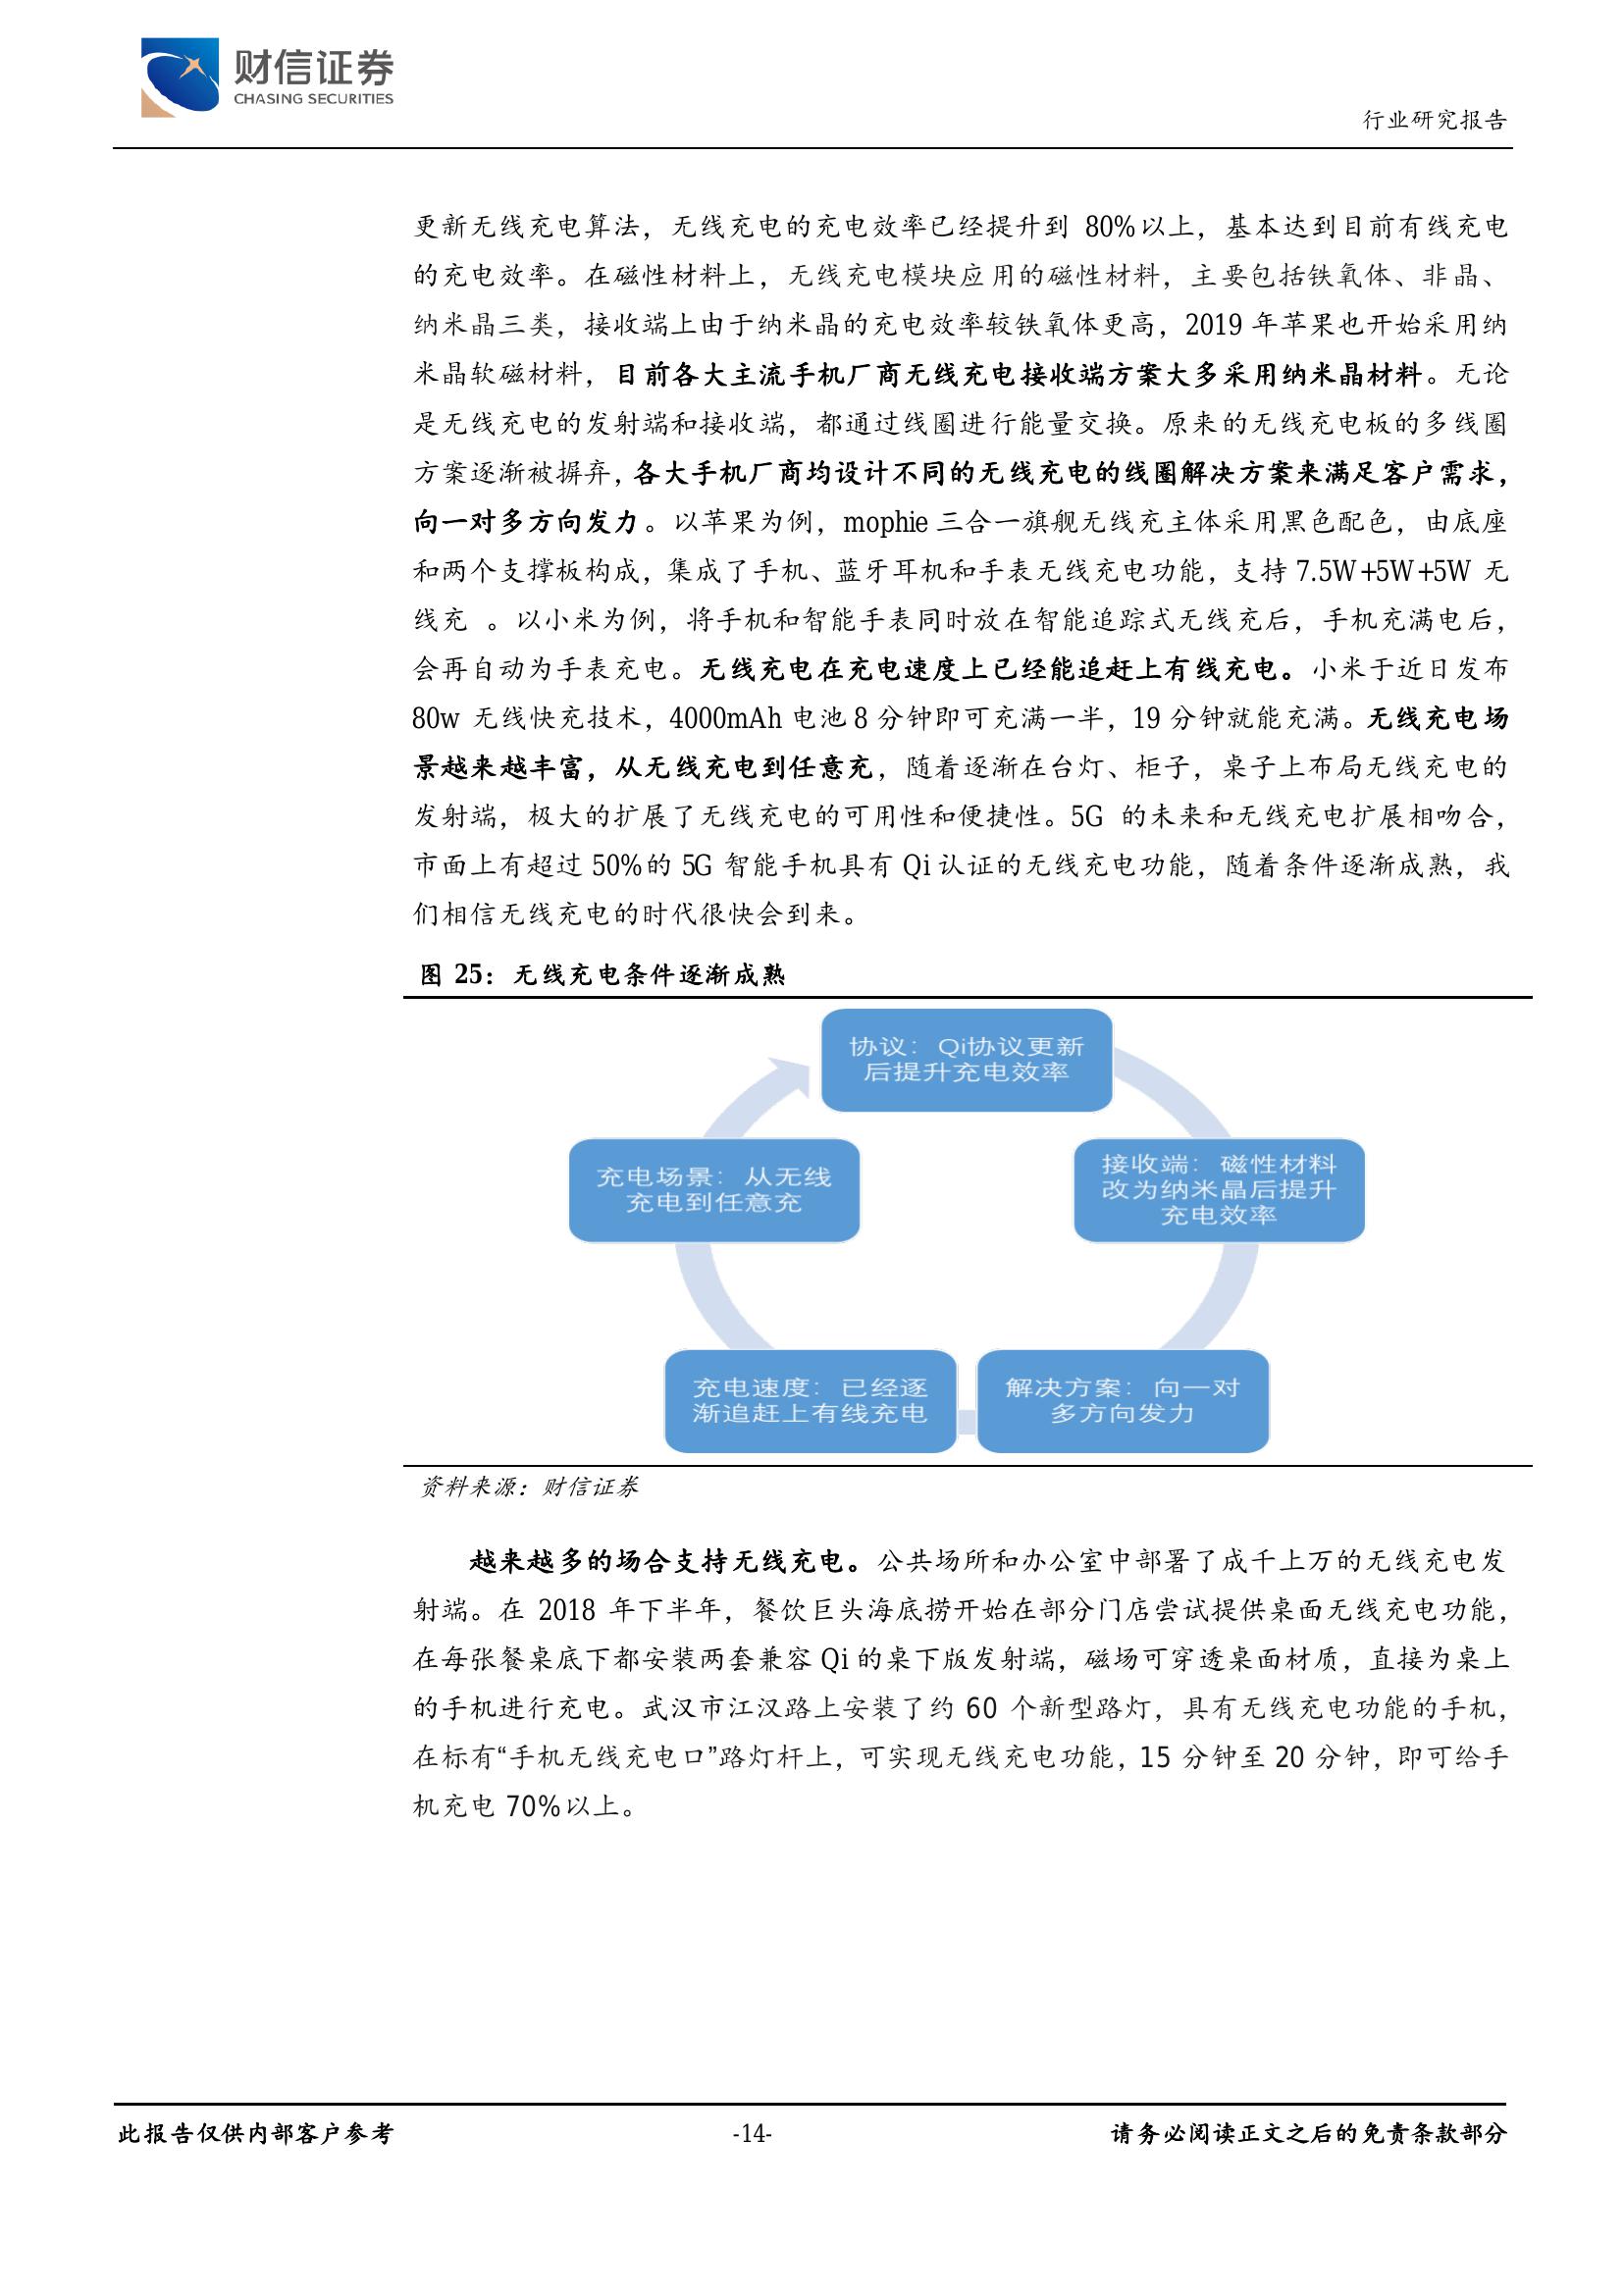 财信证券
CHASING SECURITIES
行业研究报告
更新无线充电算法，无线充电的充电效率已经提升到 80%以上，基本达到目前有线充电
的充电效率。在磁性材料上，无线充电模块应用的磁性材料，主要包括铁氧体、非晶、
纳米晶三类，接收端上由于纳米晶的充电效率较铁氧体更高，2019 年苹果也开始采用纳
米晶软磁材料，目前各大主流手机厂商无线充电接收端方案大多采用纳米晶材料。无论
是无线充电的发射端和接收端，都通过线圈进行能量交换。原来的无线充电板的多线圈
方案逐渐被摒弃，各大手机厂商均设计不同的无线充电的线圈解决方案来满足客户需求，
向一对多方向发力。以苹果为例，mophie 三合一旗舰无线充主体采用黑色配色，由底座
和两个支撑板构成，集成了手机、蓝牙耳机和手表无线充电功能，支持 7.5W+5W+5W 无
线充 。以小米为例，将手机和智能手表同时放在智能追踪式无线充后，手机充满电后，
会再自动为手表充电。无线充电在充电速度上已经能追赶上有线充电。小米于近日发布
80w 无线快充技术，4000mAh 电池 8 分钟即可充满一半，19 分钟就能充满。无线充电场
景越来越丰富，从无线充电到任意充，随着逐渐在台灯、柜子，桌子上布局无线充电的
发射端，极大的扩展了无线充电的可用性和便捷性。5G 的未来和无线充电扩展相吻合，
市面上有超过 50%的 5G 智能手机具有 Qi 认证的无线充电功能，随着条件逐渐成熟，我
们相信无线充电的时代很快会到来。
图 25：无线充电条件逐渐成熟
协议：Qi协议更新
后提升充电效率
接收端：磁性材料
改为纳米晶后提升
充电效率
解决方案：向一对
多方向发力
充电速度：已经逐
渐追赶上有线充电
充电场景：从无线
充电到任意充
资料来源：财信证券
越来越多的场合支持无线充电。公共场所和办公室中部署了成千上万的无线充电发
射端。在 2018 年下半年，餐饮巨头海底捞开始在部分门店尝试提供桌面无线充电功能，
在每张餐桌底下都安装两套兼容 Qi 的桌下版发射端，磁场可穿透桌面材质，直接为桌上
的手机进行充电。武汉市江汉路上安装了约 60 个新型路灯，具有无线充电功能的手机，
在标有“手机无线充电口”路灯杆上，可实现无线充电功能，15 分钟至 20 分钟，即可给手
机充电 70%以上。
此报告仅供内部客户参考
-14-
请务必阅读正文之后的免责条款部分